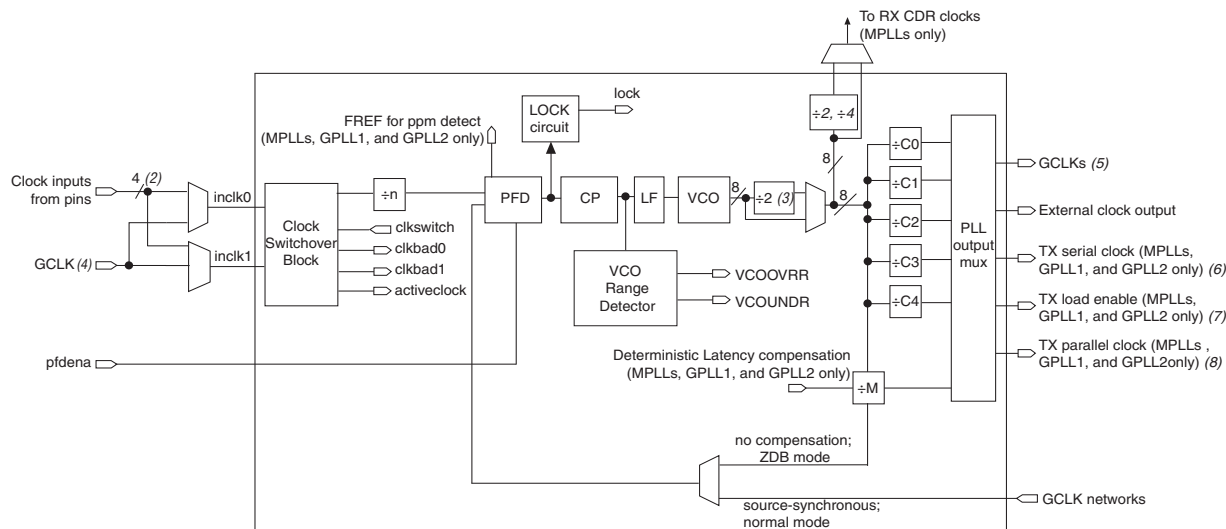 To RX CDR clocks
(MPLLs only)
lock
LOCK
circuit
÷2, ÷4
FREF for ppm detect
(MPLLs, GPLL1, and GPLL2 only)
8
÷C0
GCLKs (5)
Clock inputs
from pins
4 (2)
inclk0
÷n
PFD
CP
LF
VCO
8
÷2 (3)
8
÷C1
÷C2
External clock output
Clock
Switchover
Block
clkswitch
clkbad0
clkbad1
activeclock
GCLK (4)
inclk1
VCO
Range
Detector
VCOOVRR
VCOUNDR
÷C3
÷C4
PLL
output
mux
TX serial clock (MPLLs,
GPLL1, and GPLL2 only) (6)
TX load enable (MPLLs,
GPLL1, and GPLL2 only) (7)
TX parallel clock (MPLLs ,
GPLL1, and GPLL2only) (8)
pfdena
Deterministic Latency compensation
(MPLLs, GPLL1, and GPLL2 only)
÷M
no compensation;
ZDB mode
source-synchronous;
normal mode
GCLK networks